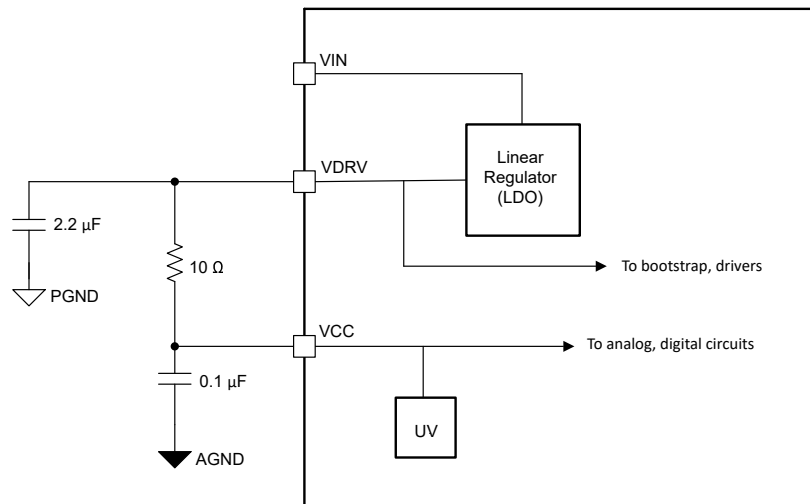 VIN
VDRV
Linear
Regulator
(LDO)
2.2 µF
10 Ω
To bootstrap, drivers
PGND
VCC
To analog, digital circuits
0.1 µF
UV
AGND